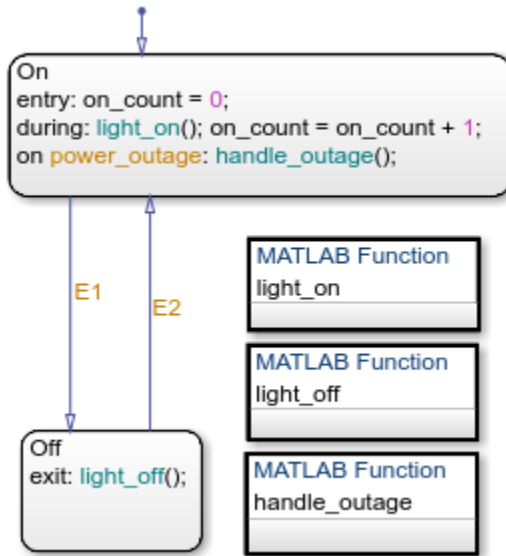 On
entry: on_count = 0;
during: light_on(); on_count = on_count + 1;
on power_outage: handle_outage();
E1
E2
MATLAB Function
light_on
MATLAB Function
light_off
MATLAB Function
handle_outage
Off
exit: light_off();